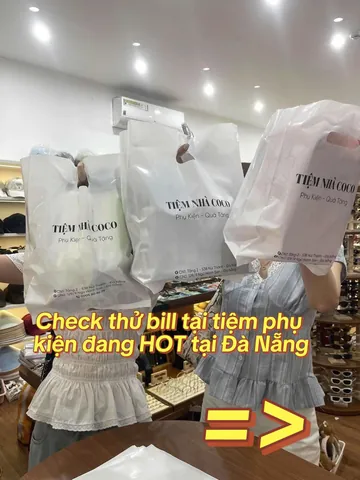 TIỆM NHÀ COCO
Phụ Kiện - Quà Tặng
TIỆM NHÀ COCO
Phụ Kiện - Quà Tặng
TIỆM NHÀ COCO
Phụ Kiện - Quà Tặng
Check thử bill tại tiệm phụ
kiện đang HOT tại Đà Nẵng
=>